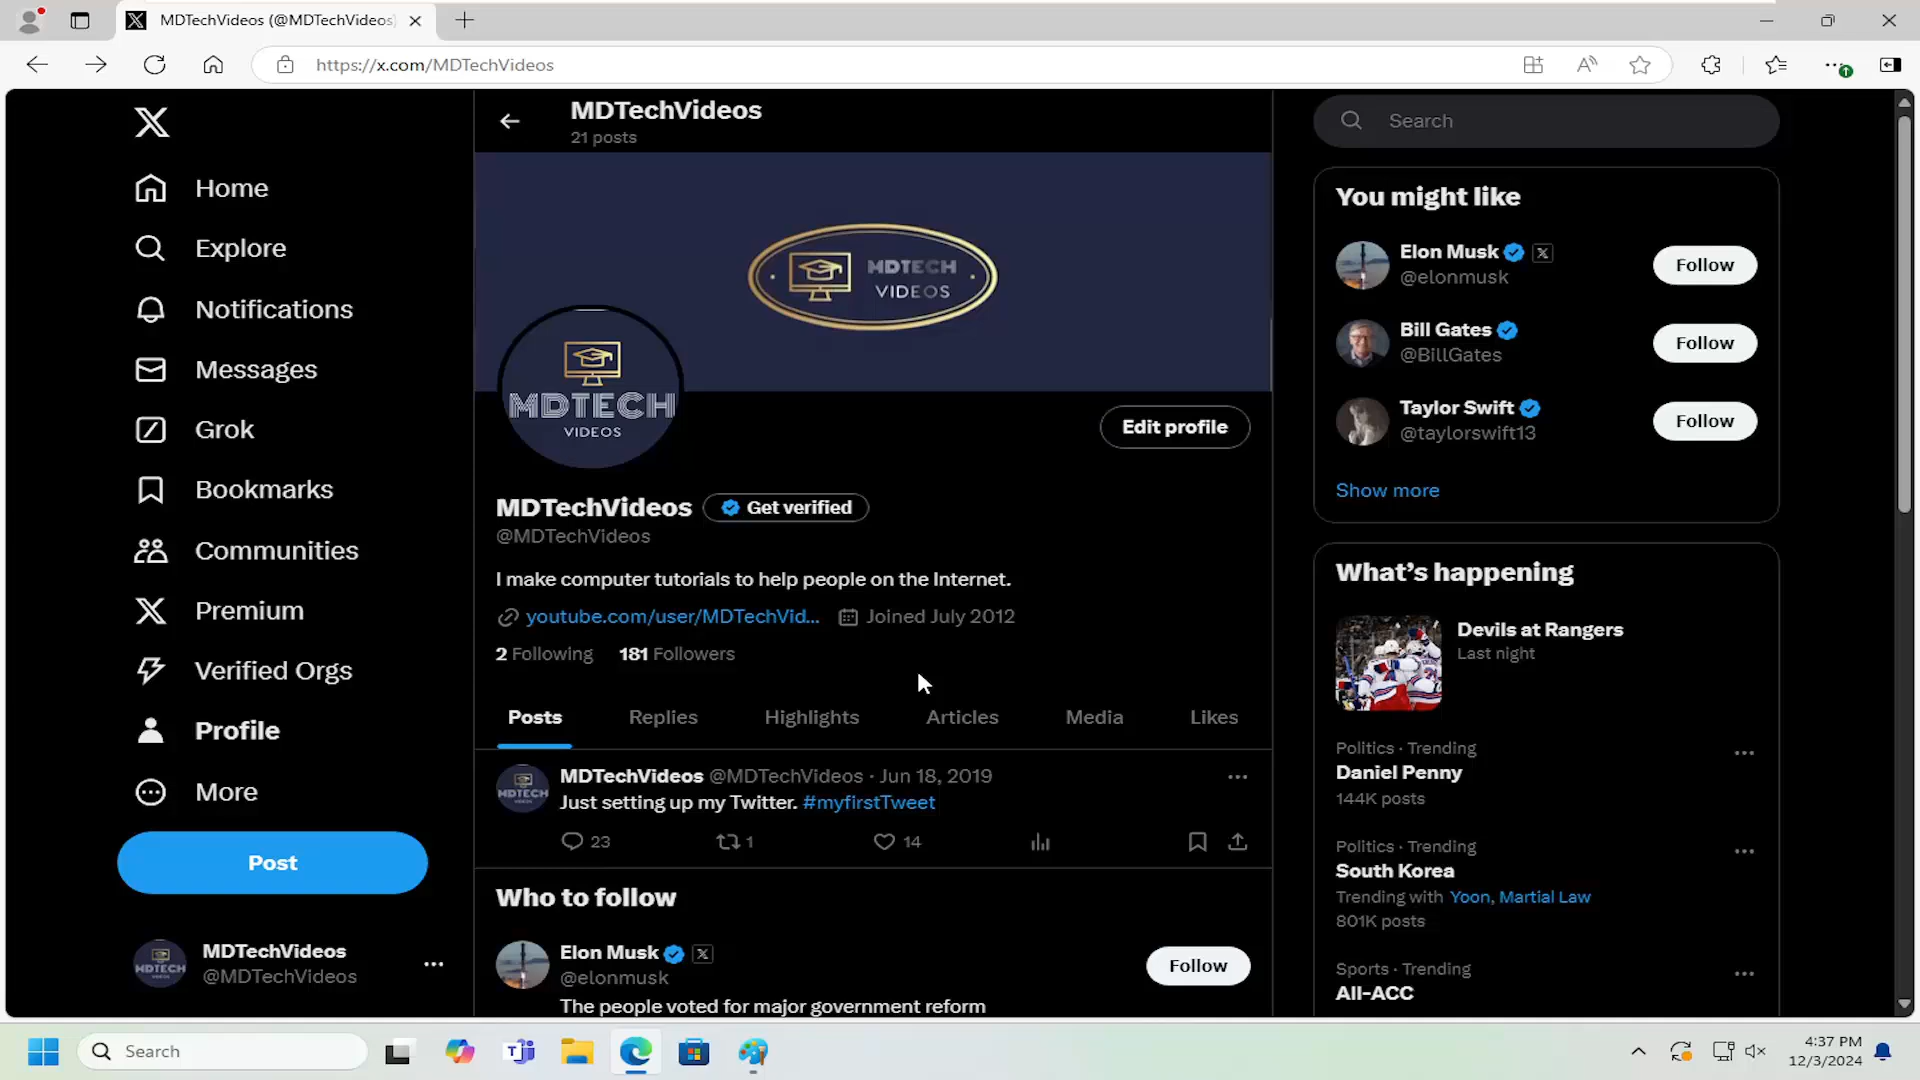 MDTechVideos (@MDTechVideos)
https://x.com/MDTechVideos
Home
Explore
Notifications
Messages
Grok
Bookmarks
Communities
Premium
Verified Orgs
Profile
More
Post
MDTechVideos
@MDTechVideos
MDTechVideos
21 posts
MDTECH
VIDEOS
MDTECH
VIDEOS
Edit profile
MDTechVideos Get verified
@MDTechVideos
I make computer tutorials to help people on the Internet.
youtube.com/user/MDTechVid... Joined July 2012
2 Following 181 Followers
Posts Replies Highlights Articles Media Likes
MDTECH
VIDEOS
MDTechVideos @MDTechVideos · Jun 18, 2019
Just setting up my Twitter. #myfirstTweet
23 1 14
Who to follow
Elon Musk
@elonmusk
Follow
The people voted for major government reform
Search
You might like
Elon Musk
@elonmusk
Follow
Bill Gates
@BillGates
Follow
Taylor Swift
@taylorswift13
Follow
Show more
What's happening
Devils at Rangers
Last night
Politics · Trending
Daniel Penny
144K posts
Politics · Trending
South Korea
Trending with Yoon, Martial Law
801K posts
Sports · Trending
All-ACC
MDTECH
VIDEOS
Search
4:37 PM
12/3/2024